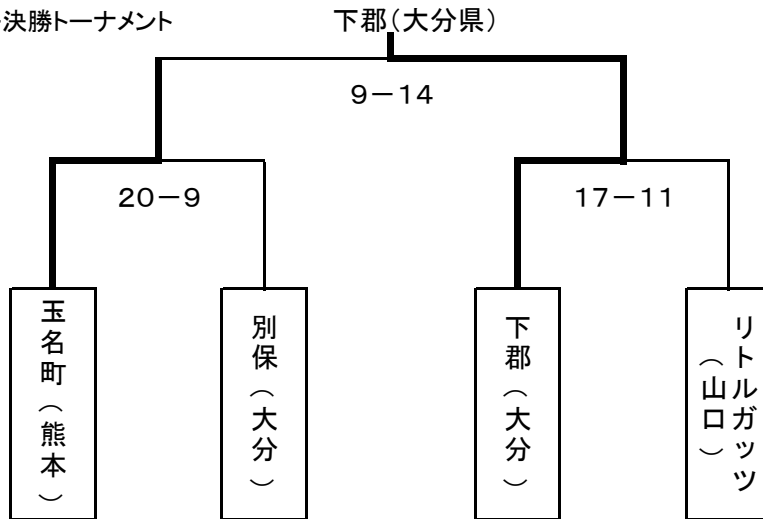 決勝トーナメント
下郡(大分県)
9-14
20-9
17-11
玉名町(熊本)
別保(大分)
下郡(大分)
リトルガッツ
(山口)